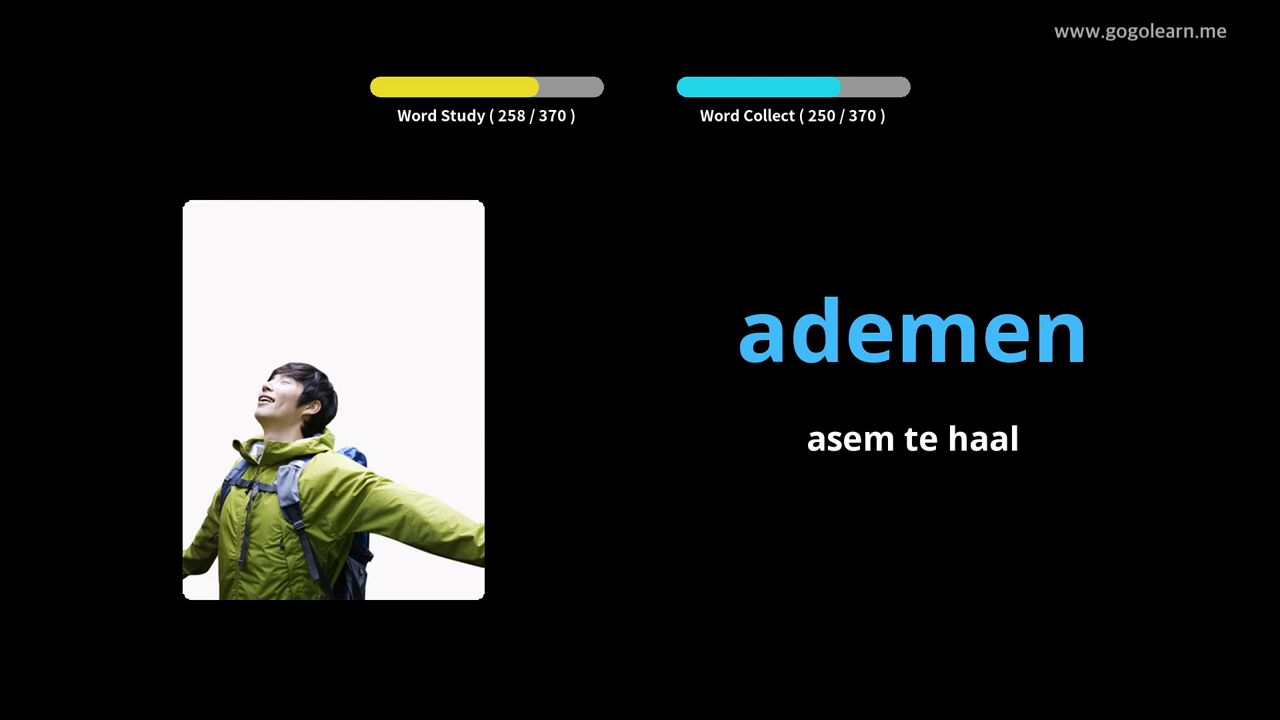 www.gogolearn.me
Word Study ( 258 / 370 )
Word Collect ( 250 / 370 )
ademen
asem te haal